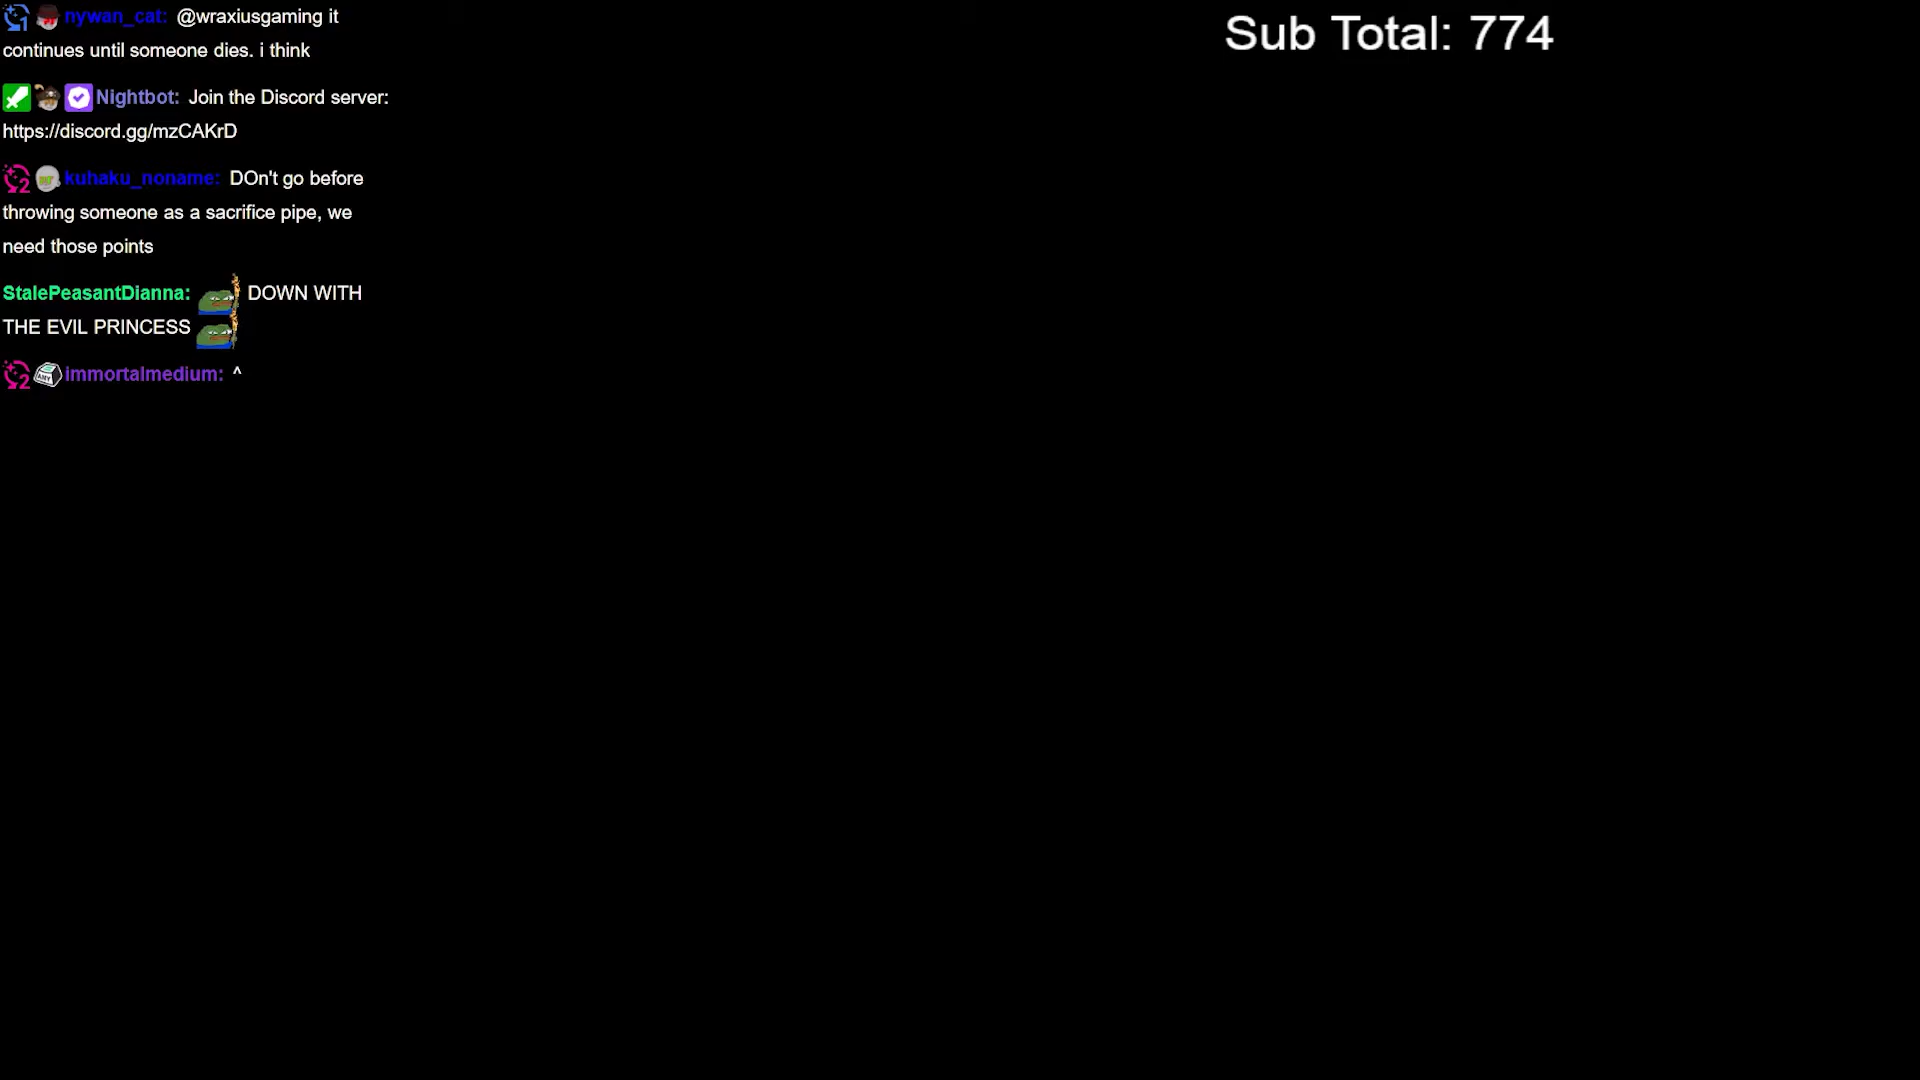 nywan_cat: @wraxiusgaming it
continues until someone dies. i think
Nightbot: Join the Discord server:
https://discord.gg/mzCAKrD
kuhaku_noname: DOn't go before
throwing someone as a sacrifice pipe, we
need those points
StalePeasantDianna: DOWN WITH
THE EVIL PRINCESS
immortalmedium: ^
Sub Total: 774